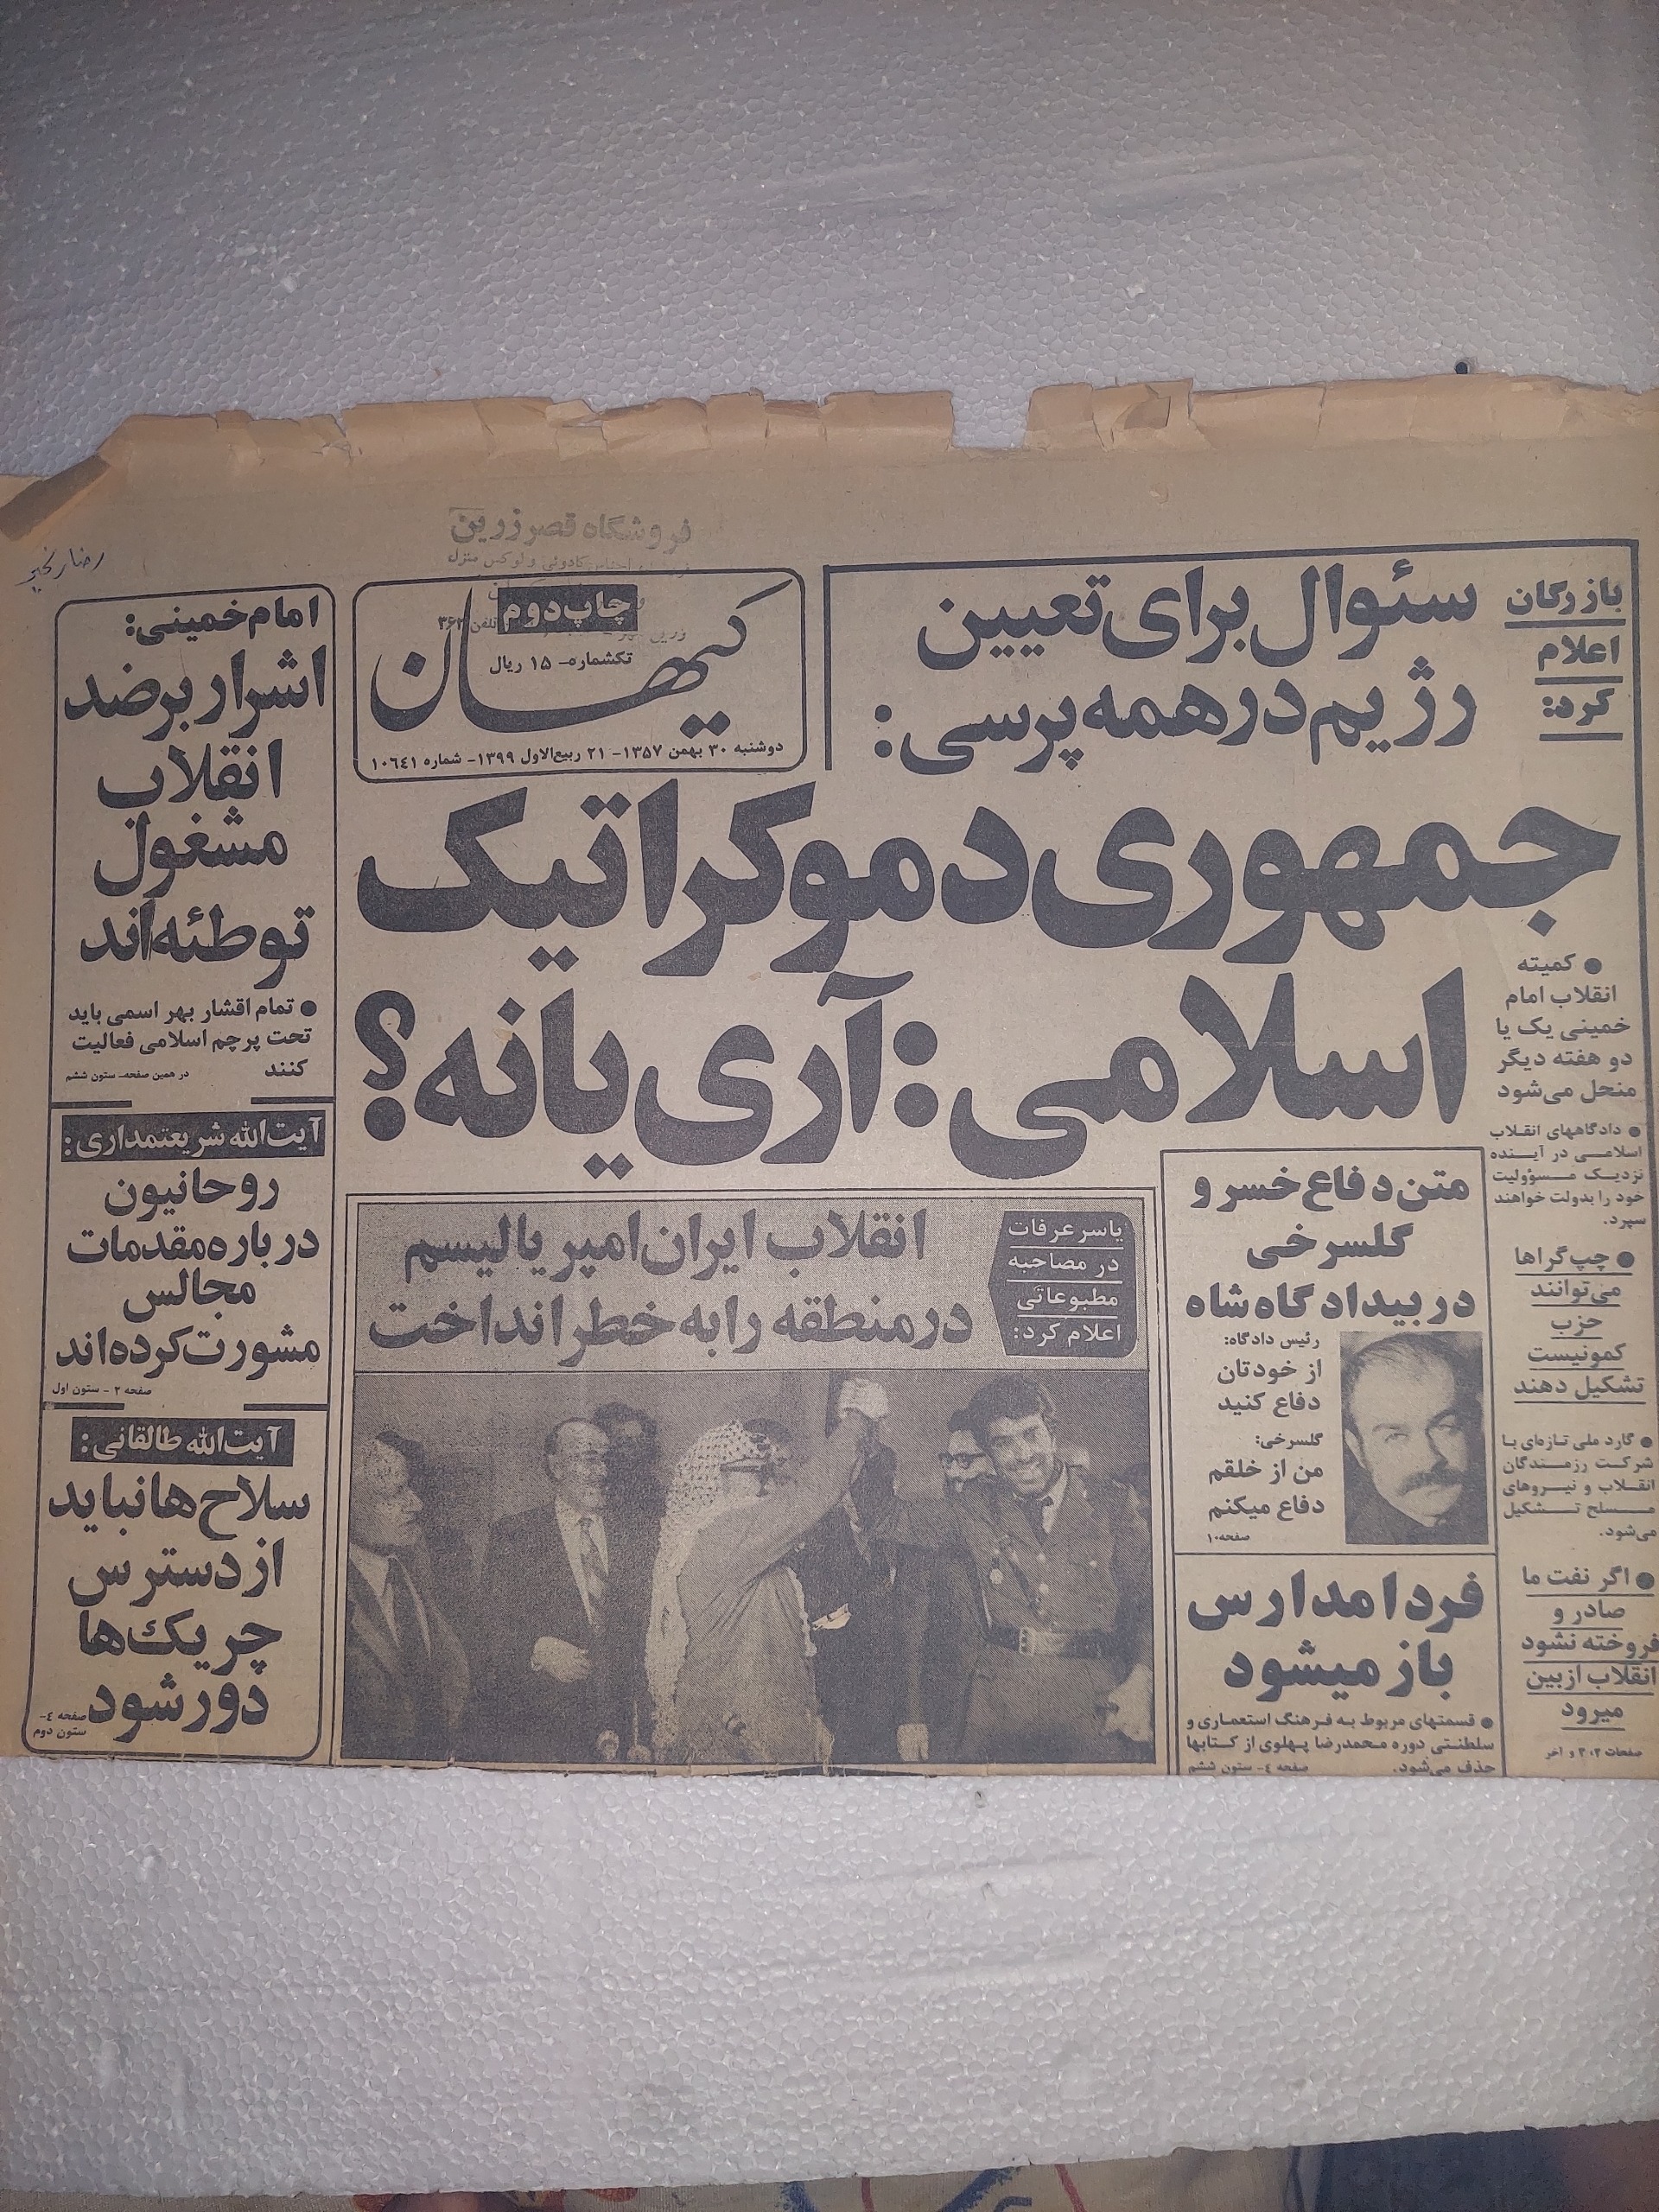 فروشگاه قصر زرین
بازرگان
اعلام
کرد:
سئوال برای تعیین
رژیم در همه پرسی:
جمهوری دموکراتیک
اسلامی: آری یا نه؟
چاپ دوم
کیهان
تکشماره- ۱۵ ریال
دوشنبه ۳۰ بهمن ۱۳۵۷- ۲۱ ربیع‌الاول ۱۳۹۹- شماره ۱۰۶۴۱
● کمیته
انقلاب امام
خمینی یک یا
دو هفته دیگر
منحل می‌شود
● دادگاههای انقلاب
اسلامی در آینده
نزدیک مسؤولیت
خود را بدولت خواهند
سپرد.
● چپ‌گراها
می‌توانند
حزب
کمونیست
تشکیل دهند
● گارد ملی تازه‌ای با
شرکت رزمندگان
انقلاب و نیروهای
مسلح تشکیل
می‌شود.
● اگر نفت ما
صادر و
فروخته نشود
انقلاب از بین
میرود
صفحات ۲، ۳ و آخر
متن دفاع خسرو
گلسرخی
در بیدادگاه شاه
رئیس دادگاه:
از خودتان
دفاع کنید
گلسرخی:
من از خلقم
دفاع میکنم
صفحه ۱۰
فردا مدارس
باز میشود
● قسمتهای مربوط به فرهنگ استعماری و
سلطنتی دوره محمدرضا پهلوی از کتابها
حذف می‌شود. صفحه ٤- ستون ششم
یاسر عرفات
در مصاحبه
مطبوعاتی
اعلام کرد:
انقلاب ایران امپریالیسم
در منطقه را به خطر انداخت
امام خمینی:
اشرار بر ضد
انقلاب
مشغول
توطئه‌اند
● تمام اقشار بهر اسمی باید
تحت پرچم اسلامی فعالیت
کنند
در همین صفحه- ستون ششم
آیت‌الله شریعتمداری:
روحانیون
درباره مقدمات
مجالس
مشورت کرده‌اند
صفحه ۲ - ستون اول
آیت‌الله طالقانی:
سلاح‌ها نباید
از دسترس
چریک‌ها
دور شود
صفحه ٤-
ستون دوم